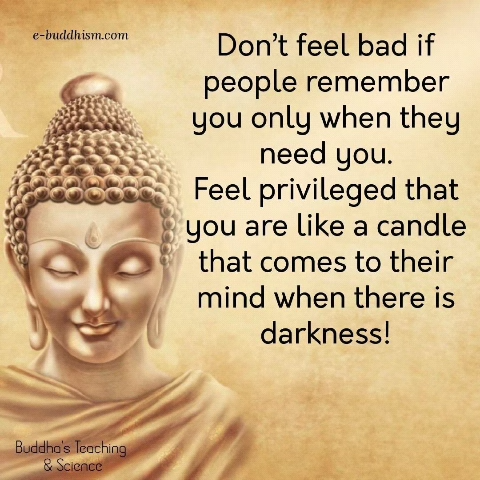 e-buddhism.com
Don't feel bad if
people remember
you only when they
need you.
Feel privileged that
you are like a candle
that comes to their
mind when there is
darkness!
Buddha's Teaching
& Science